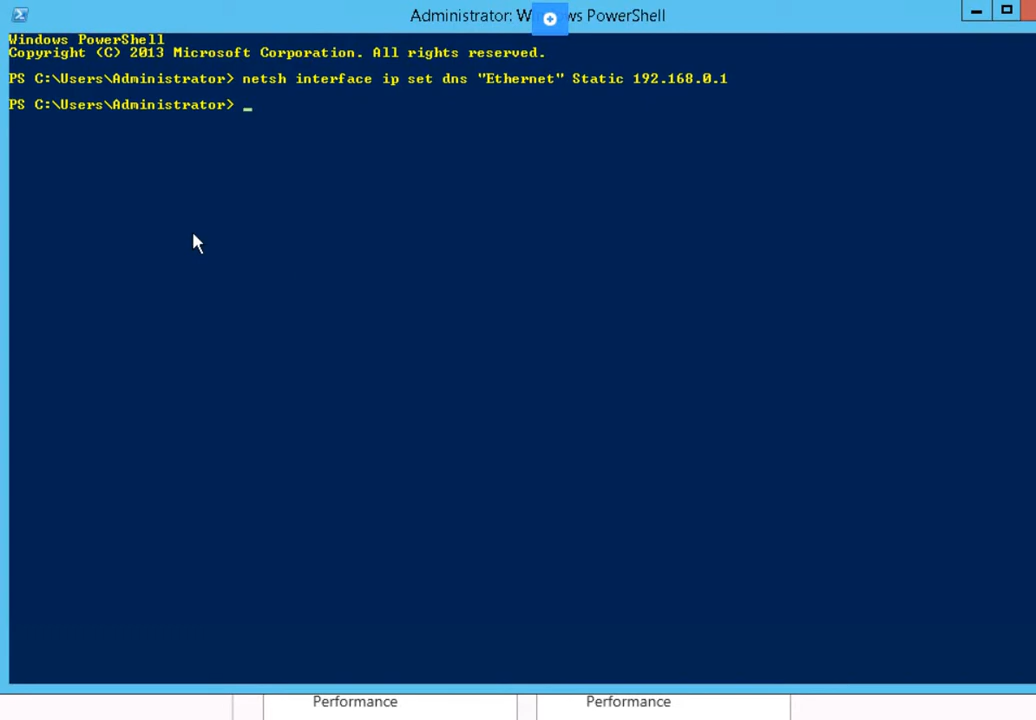 Administrator: W ws PowerShell
Windows PowerShell
Copyright (C) 2013 Microsoft Corporation. All rights reserved.
PS C:\Users\Administrator> netsh interface ip set dns "Ethernet" Static 192.168.0.1
PS C:\Users\Administrator> _
Performance
Performance